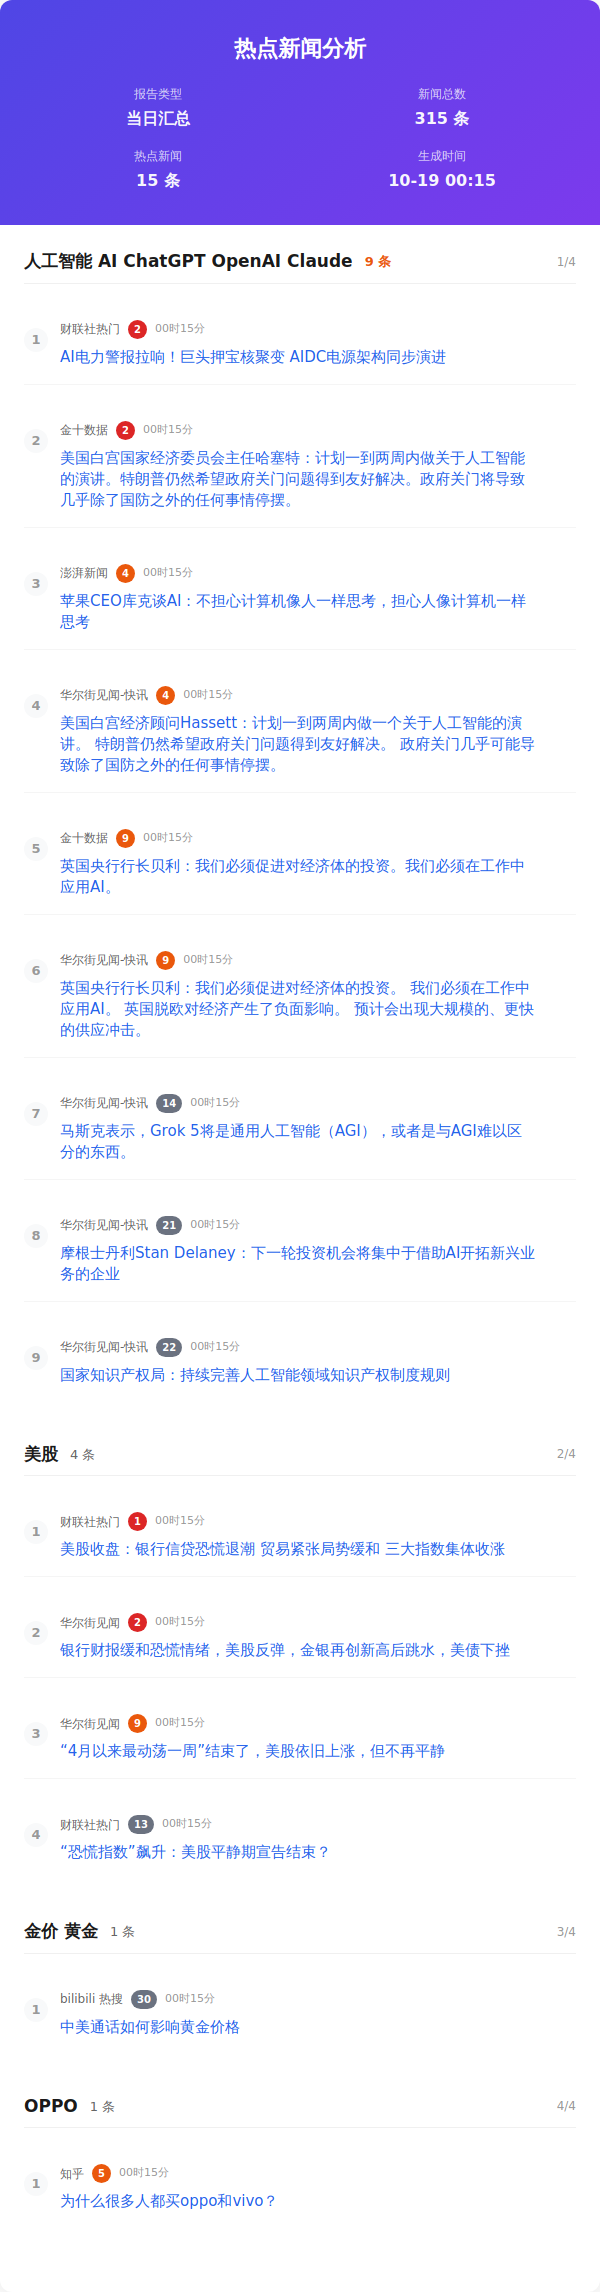 热点新闻分析
报告类型
当日汇总
新闻总数
315 条
热点新闻
15 条
生成时间
10-19 00:15
人工智能 AI ChatGPT OpenAI Claude 9 条 1/4
1
财联社热门 2 00时15分
AI电力警报拉响！巨头押宝核聚变 AIDC电源架构同步演进
2
金十数据 2 00时15分
美国白宫国家经济委员会主任哈塞特：计划一到两周内做关于人工智能
的演讲。特朗普仍然希望政府关门问题得到友好解决。政府关门将导致
几乎除了国防之外的任何事情停摆。
3
澎湃新闻 4 00时15分
苹果CEO库克谈AI：不担心计算机像人一样思考，担心人像计算机一样
思考
4
华尔街见闻-快讯 4 00时15分
美国白宫经济顾问Hassett：计划一到两周内做一个关于人工智能的演
讲。 特朗普仍然希望政府关门问题得到友好解决。 政府关门几乎可能导
致除了国防之外的任何事情停摆。
5
金十数据 9 00时15分
英国央行行长贝利：我们必须促进对经济体的投资。我们必须在工作中
应用AI。
6
华尔街见闻-快讯 9 00时15分
英国央行行长贝利：我们必须促进对经济体的投资。 我们必须在工作中
应用AI。 英国脱欧对经济产生了负面影响。 预计会出现大规模的、更快
的供应冲击。
7
华尔街见闻-快讯 14 00时15分
马斯克表示，Grok 5将是通用人工智能（AGI），或者是与AGI难以区
分的东西。
8
华尔街见闻-快讯 21 00时15分
摩根士丹利Stan Delaney：下一轮投资机会将集中于借助AI开拓新兴业
务的企业
9
华尔街见闻-快讯 22 00时15分
国家知识产权局：持续完善人工智能领域知识产权制度规则
美股 4 条 2/4
1
财联社热门 1 00时15分
美股收盘：银行信贷恐慌退潮 贸易紧张局势缓和 三大指数集体收涨
2
华尔街见闻 2 00时15分
银行财报缓和恐慌情绪，美股反弹，金银再创新高后跳水，美债下挫
3
华尔街见闻 9 00时15分
“4月以来最动荡一周”结束了，美股依旧上涨，但不再平静
4
财联社热门 13 00时15分
“恐慌指数”飙升：美股平静期宣告结束？
金价 黄金 1 条 3/4
1
bilibili 热搜 30 00时15分
中美通话如何影响黄金价格
OPPO 1 条 4/4
1
知乎 5 00时15分
为什么很多人都买oppo和vivo？